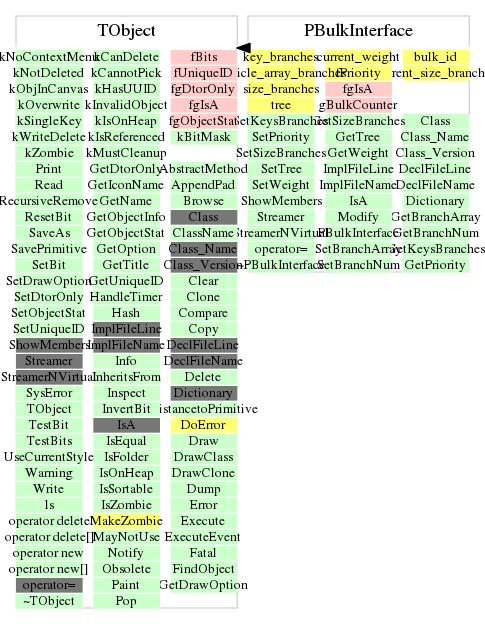 TObject PBulkInterface
kNoContextMenu kCanDelete fBits key_branches current_weight bulk_id
kNotDeleted kCannotPick fUniqueID fPriority
kObjInCanvas kHasUUID fgDtorOnly size_branches fgIsA
kOverwrite kInvalidObject fgIsA tree gBulkCounter
kSingleKey kIsOnHeap fgObjectStat GetKeysBranches GetSizeBranches Class
kWriteDelete kIsReferenced kBitMask SetPriority GetTree Class_Name
kZombie kMustCleanup SetSizeBranches GetWeight Class_Version
Print GetDtorOnly AbstractMethod SetTree ImplFileLine DeclFileLine
Read GetIconName AppendPad SetWeight ImplFileName DeclFileName
RecursiveRemove GetName Browse ShowMembers IsA Dictionary
ResetBit GetObjectInfo Class Streamer Modify GetBranchArray
SaveAs GetObjectStat ClassName StreamerNVirtual PBulkInterface GetBranchNum
SavePrimitive GetOption Class_Name operator= SetBranchArray GetKeysBranches
SetBit GetTitle Class_Version ~PBulkInterface SetBranchNum GetPriority
SetDrawOption GetUniqueID Clear
SetDtorOnly HandleTimer Clone
SetObjectStat Hash Compare
SetUniqueID ImplFileLine Copy
ShowMembers ImplFileName DeclFileLine
Streamer Info DeclFileName
StreamerNVirtual InheritsFrom Delete
SysError Inspect Dictionary
TObject InvertBit istancetoPrimitive
TestBit IsA DoError
TestBits IsEqual Draw
UseCurrentStyle IsFolder DrawClass
Warning IsOnHeap DrawClone
Write IsSortable Dump
ls IsZombie Error
operator delete MakeZombie Execute
operator delete[] MayNotUse ExecuteEvent
operator new Notify Fatal
operator new[] Obsolete FindObject
operator= Paint GetDrawOption
~TObject Pop